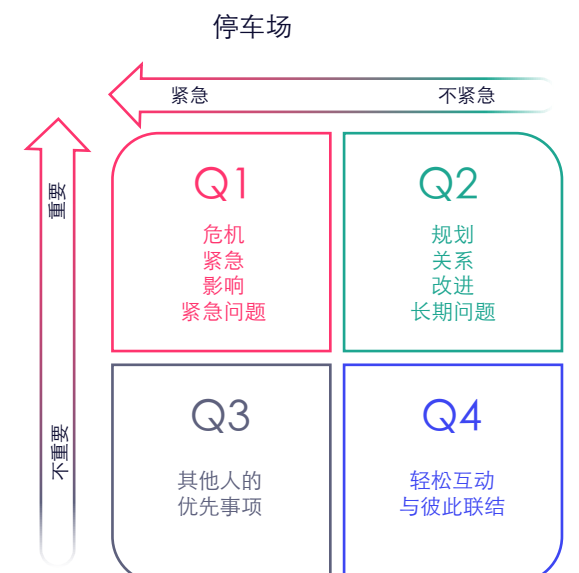 停车场
紧急
不紧急
重要
不重要
Q1
危机
紧急
影响
紧急问题
Q2
规划
关系
改进
长期问题
Q3
其他人的
优先事项
Q4
轻松互动
与彼此联结